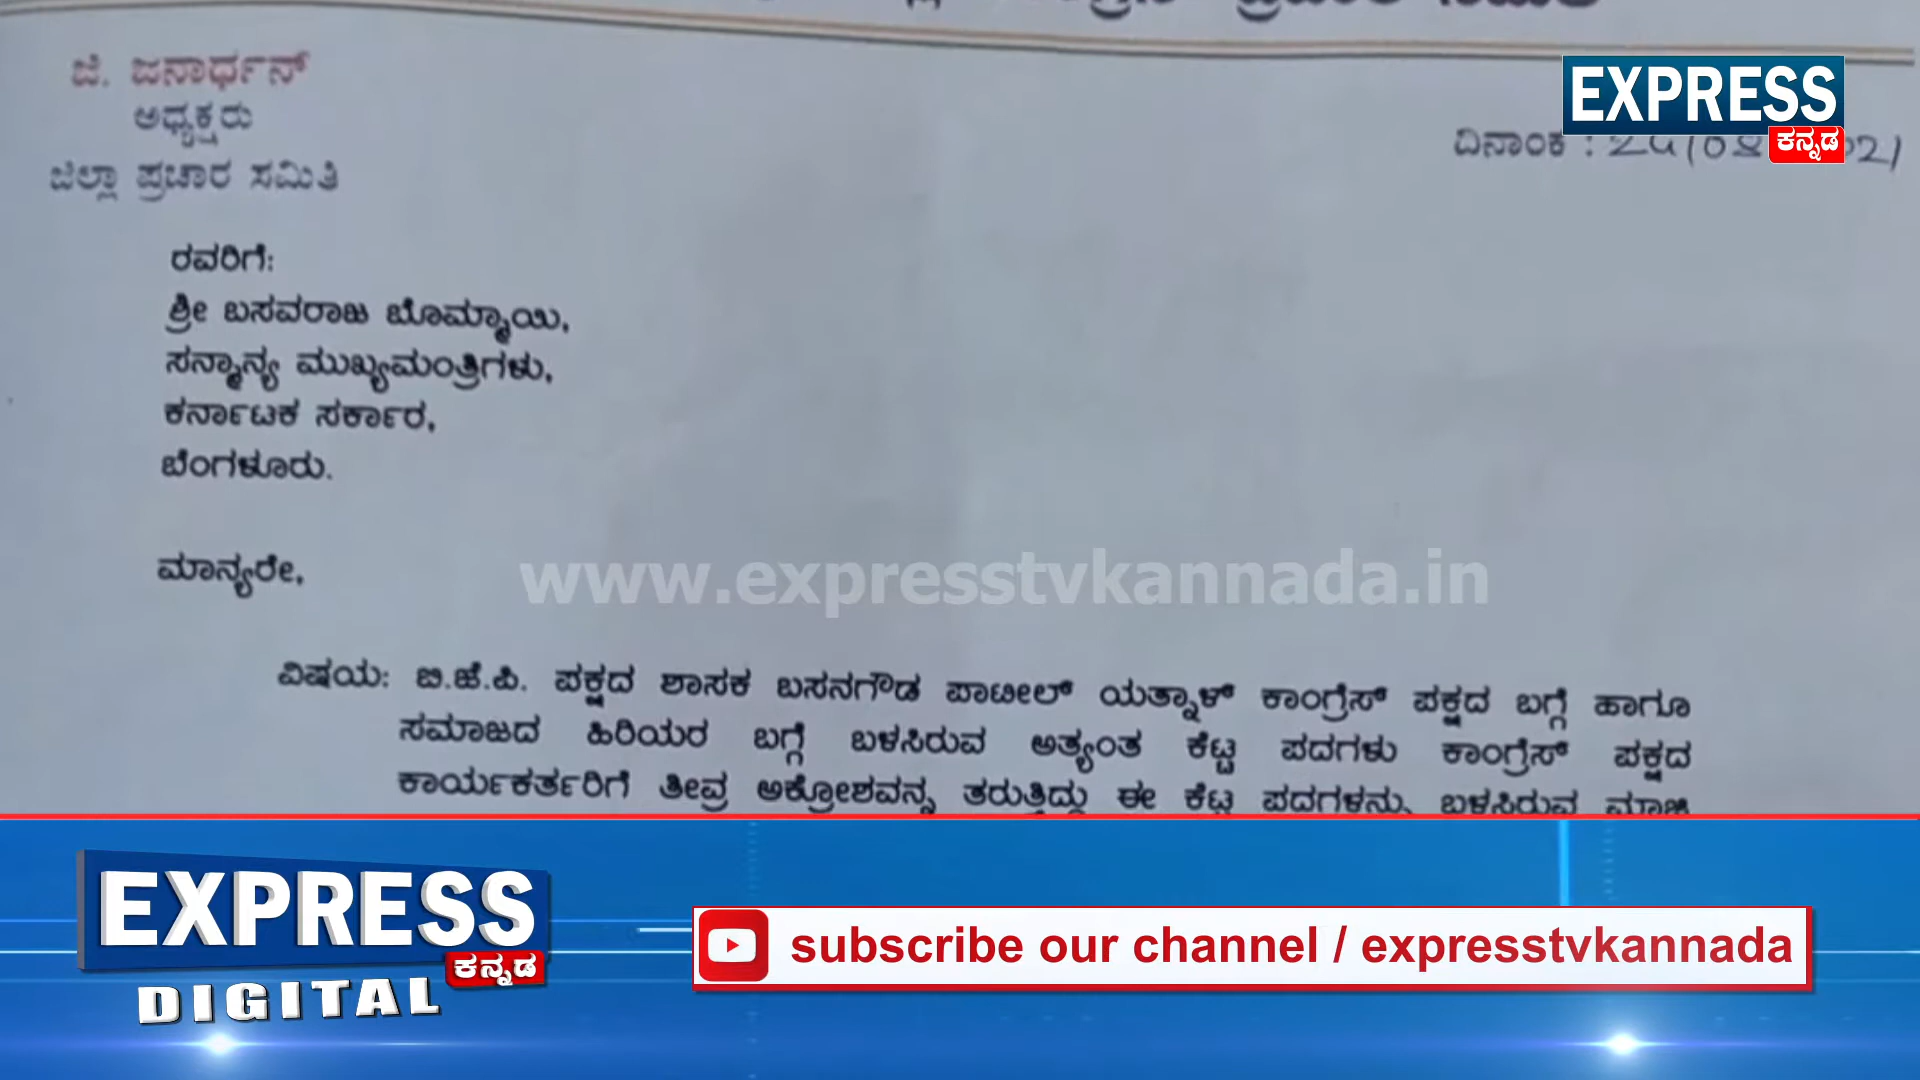 ಜಿ. ಜನಾರ್ಧನ್
ಅಧ್ಯಕ್ಷರು
ಜಿಲ್ಲಾ ಪ್ರಚಾರ ಸಮಿತಿ
EXPRESS
ಕನ್ನಡ
ದಿನಾಂಕ :
ರವರಿಗೆ:
ಶ್ರೀ ಬಸವರಾಜ ಬೊಮ್ಮಾಯಿ,
ಸನ್ಮಾನ್ಯ ಮುಖ್ಯಮಂತ್ರಿಗಳು,
ಕರ್ನಾಟಕ ಸರ್ಕಾರ,
ಬೆಂಗಳೂರು.
ಮಾನ್ಯರೇ,
www.expresstvkannada.in
ವಿಷಯ: ಬಿ.ಜೆ.ಪಿ. ಪಕ್ಷದ ಶಾಸಕ ಬಸನಗೌಡ ಪಾಟೀಲ್ ಯತ್ನಾಳ್ ಕಾಂಗ್ರೆಸ್ ಪಕ್ಷದ ಬಗ್ಗೆ ಹಾಗೂ
ಸಮಾಜದ ಹಿರಿಯರ ಬಗ್ಗೆ ಬಳಸಿರುವ ಅತ್ಯಂತ ಕೆಟ್ಟ ಪದಗಳು ಕಾಂಗ್ರೆಸ್ ಪಕ್ಷದ
ಕಾರ್ಯಕರ್ತರಿಗೆ ತೀವ್ರ ಅಕ್ರೋಶವನ್ನ ತರುತ್ತಿದ್ದು ಈ ಕೆಟ್ಟ ಪದಗಳನ್ನು ಬಳಸಿರುವ ಮಾಜಿ
EXPRESS
ಕನ್ನಡ
DIGITAL
subscribe our channel / expresstvkannada